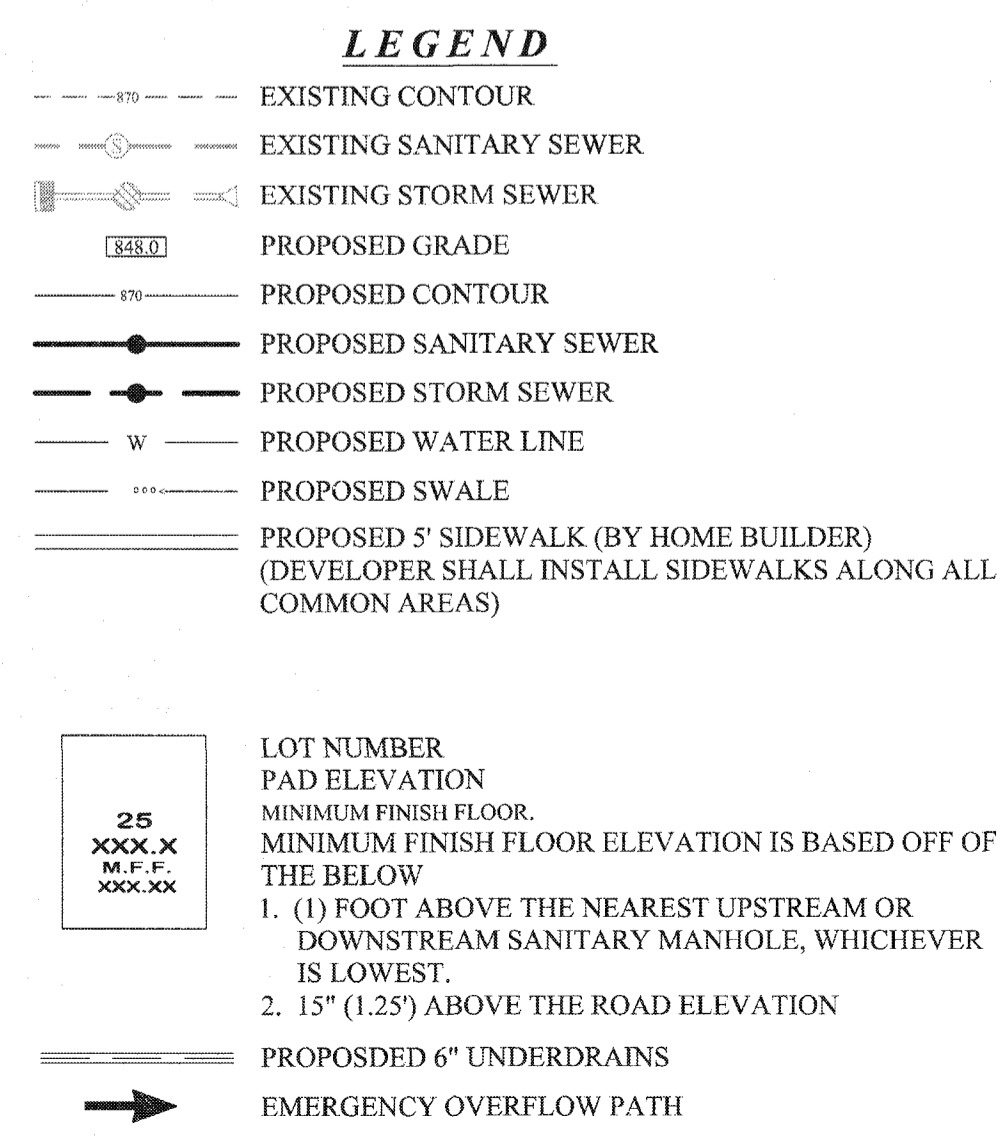 LEGEND
870 EXISTING CONTOUR
S EXISTING SANITARY SEWER
EXISTING STORM SEWER
848.0 PROPOSED GRADE
870 PROPOSED CONTOUR
PROPOSED SANITARY SEWER
PROPOSED STORM SEWER
W PROPOSED WATER LINE
PROPOSED SWALE
PROPOSED 5' SIDEWALK (BY HOME BUILDER)
(DEVELOPER SHALL INSTALL SIDEWALKS ALONG ALL
COMMON AREAS)
25
XXX.X
M.F.F.
XXX.XX
LOT NUMBER
PAD ELEVATION
MINIMUM FINISH FLOOR.
MINIMUM FINISH FLOOR ELEVATION IS BASED OFF OF
THE BELOW
1. (1) FOOT ABOVE THE NEAREST UPSTREAM OR
DOWNSTREAM SANITARY MANHOLE, WHICHEVER
IS LOWEST.
2. 15" (1.25') ABOVE THE ROAD ELEVATION
PROPOSDED 6" UNDERDRAINS
EMERGENCY OVERFLOW PATH